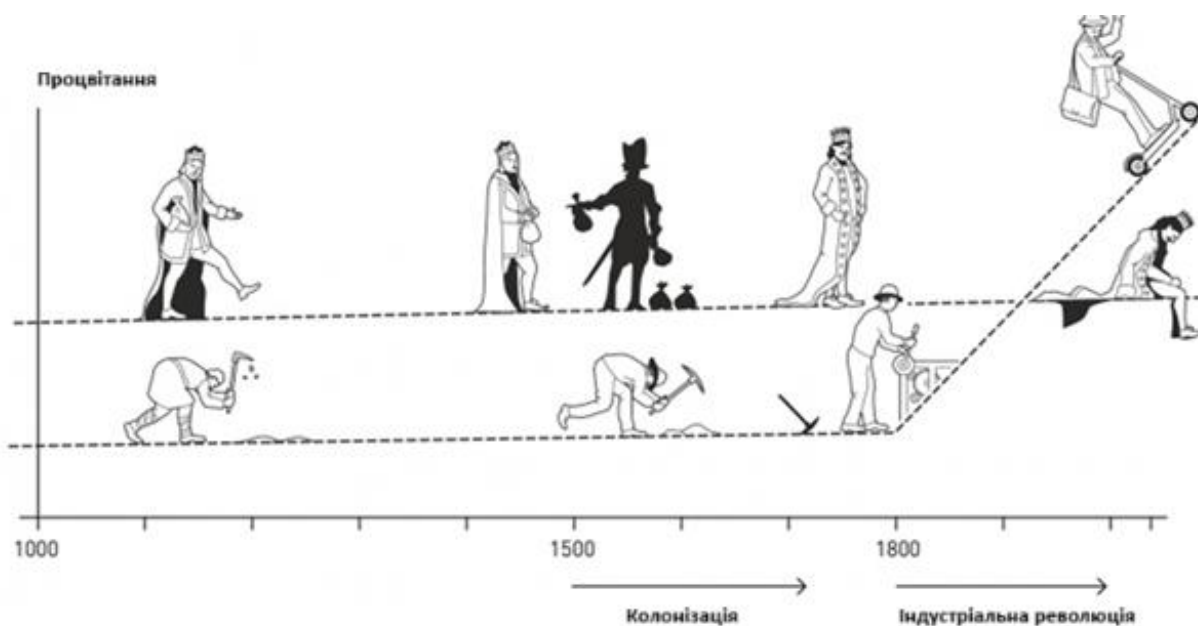 Процвітання
1000
1500
1800
Колонізація
Індустріальна революція